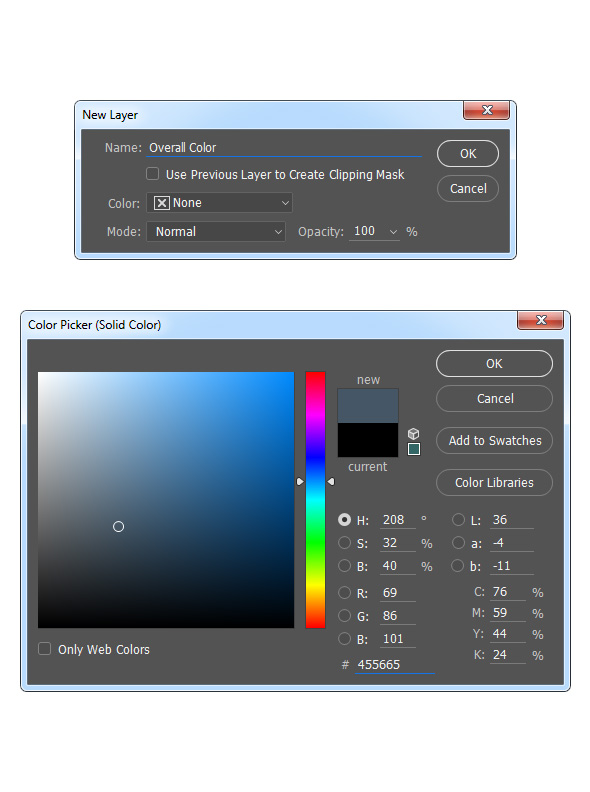 New Layer
Name: Overall Color
OK
Use Previous Layer to Create Clipping Mask
Cancel
Color: None
Mode: Normal Opacity: 100 %
Color Picker (Solid Color)
new
OK
Cancel
Add to Swatches
current
Color Libraries
H: 208 ° L: 36
S: 32 % a: -4
B: 40 % b: -11
R: 69 C: 76 %
G: 86 M: 59 %
B: 101 Y: 44 %
Only Web Colors K: 24 %
# 455665